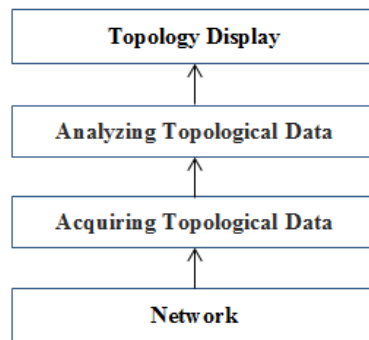 Topology Display
Analyzing Topological Data
Acquiring Topological Data
Network